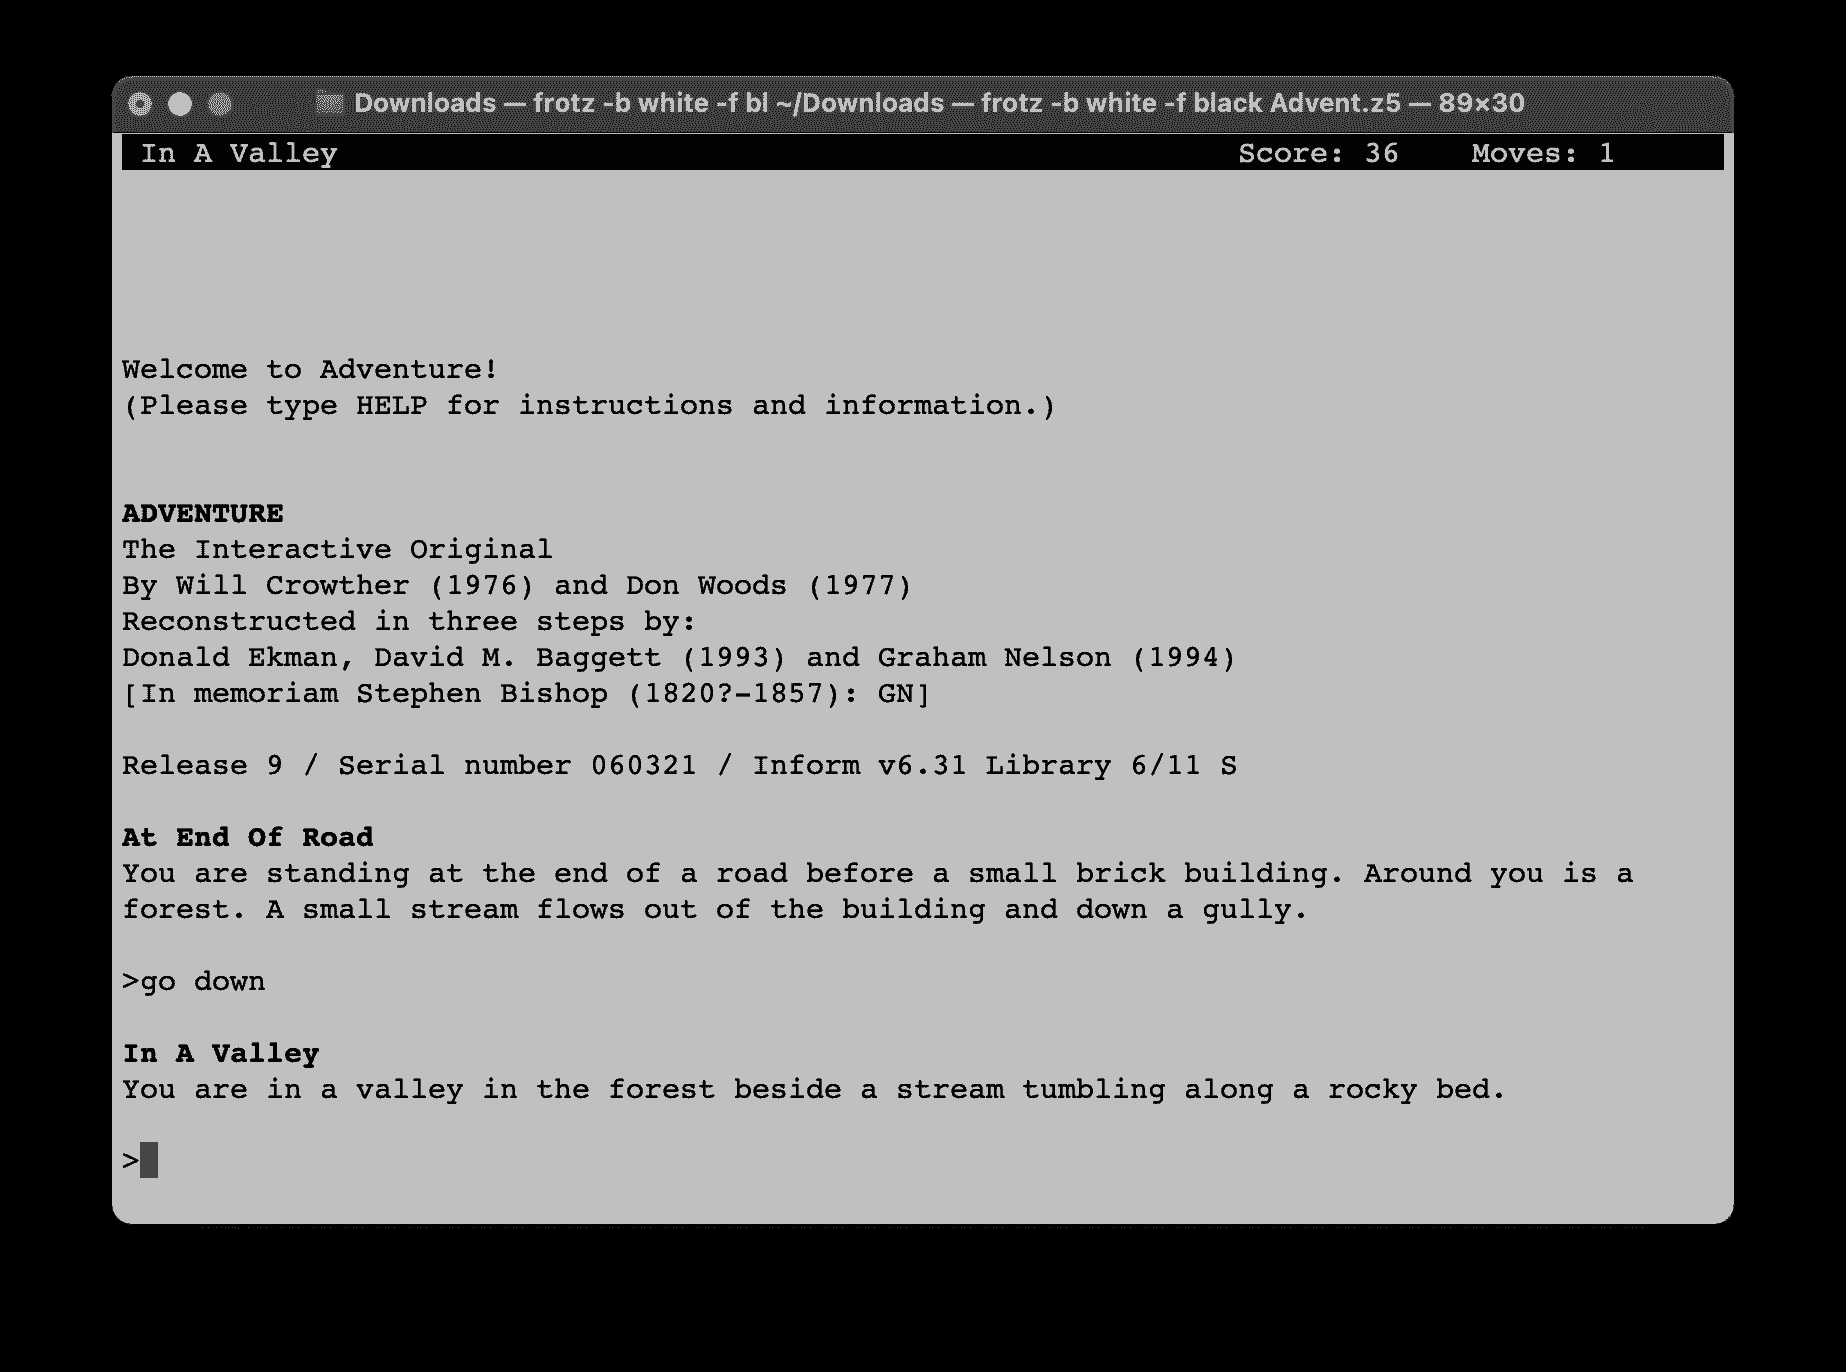 Downloads — frotz -b white -f bl ~/Downloads — frotz -b white -f black Advent.z5 — 89×30
In A Valley Score: 36 Moves: 1
Welcome to Adventure!
(Please type HELP for instructions and information.)
ADVENTURE
The Interactive Original
By Will Crowther (1976) and Don Woods (1977)
Reconstructed in three steps by:
Donald Ekman, David M. Baggett (1993) and Graham Nelson (1994)
[In memoriam Stephen Bishop (1820?-1857): GN]
Release 9 / Serial number 060321 / Inform v6.31 Library 6/11 S
At End Of Road
You are standing at the end of a road before a small brick building. Around you is a
forest. A small stream flows out of the building and down a gully.
>go down
In A Valley
You are in a valley in the forest beside a stream tumbling along a rocky bed.
>